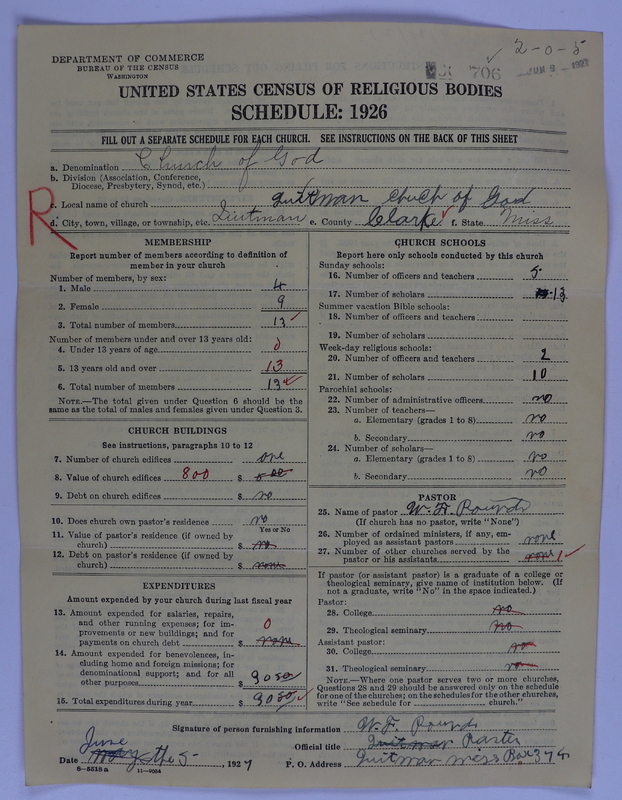 2-0-5
DEPARTMENT OF COMMERCE
BUREAU OF THE CENSUS
WASHINGTON
706
UNITED STATES CENSUS OF RELIGIOUS BODIES
SCHEDULE: 1926
FILL OUT A SEPARATE SCHEDULE FOR EACH CHURCH. SEE INSTRUCTIONS ON THE BACK OF THIS SHEET
a. Denomination Church of God
b. Division (Association, Conference,
Diocese, Presbytery, Synod, etc.)
c. Local name of church Quitman Church of God
R
d. City, town, village, or township, etc. Quitman e. County Clarke f. State Miss
MEMBERSHIP
Report number of members according to definition of
member in your church
Number of members, by sex:
1. Male 4
2. Female 9
3. Total number of members 13
Number of members under and over 13 years old:
4. Under 13 years of age 0
5. 13 years old and over 13
6. Total number of members 13
NOTE.—The total given under Question 6 should be
same as the total of males and females given under Question 3.
CHURCH BUILDINGS
See instructions, paragraphs 10 to 12
7. Number of church edifices one
8. Value of church edifices 800 $
9. Debt on church edifices $ no
10. Does church own pastor's residence no
Yes or No
11. Value of pastor's residence (if owned by
church) $ no
12. Debt on pastor's residence (if owned by
church) $ none
EXPENDITURES
Amount expended by your church during last fiscal year
13. Amount expended for salaries, repairs,
and other running expenses; for im-
provements or new buildings; and for
payments on church debt $ none 0
14. Amount expended for benevolences, in-
cluding home and foreign missions; for
denominational support; and for all
other purposes $
15. Total expenditures during year $
CHURCH SCHOOLS
Report here only schools conducted by this church
Sunday schools:
16. Number of officers and teachers 5
17. Number of scholars 13
Summer vacation Bible schools:
18. Number of officers and teachers
19. Number of scholars
Week-day religious schools:
20. Number of officers and teachers 2
21. Number of scholars 10
Parochial schools:
22. Number of administrative officers no
23. Number of teachers—
a. Elementary (grades 1 to 8) no
b. Secondary no
24. Number of scholars—
a. Elementary (grades 1 to 8) no
b. Secondary no
PASTOR
25. Name of pastor W. F. Rounds
(If church has no pastor, write "None")
26. Number of ordained ministers, if any, em-
ployed as assistant pastors none
27. Number of other churches served by the
pastor or his assistants none 1
If pastor (or assistant pastor) is a graduate of a college or
theological seminary, give name of institution below. (If
not a graduate, write "No" in the space indicated.)
Pastor:
28. College no
29. Theological seminary no
Assistant pastor:
30. College no
31. Theological seminary no
NOTE.—Where one pastor serves two or more churches,
Questions 28 and 29 should be answered only on the schedule
for one of the churches; on the schedules for the other churches,
write "See schedule for church."
Signature of person furnishing information W. F. Rounds
Official title Quitman Paster
June
Date May the 5 , 1927 P. O. Address Quitman Miss Box 374
8—5518 a 11—9004